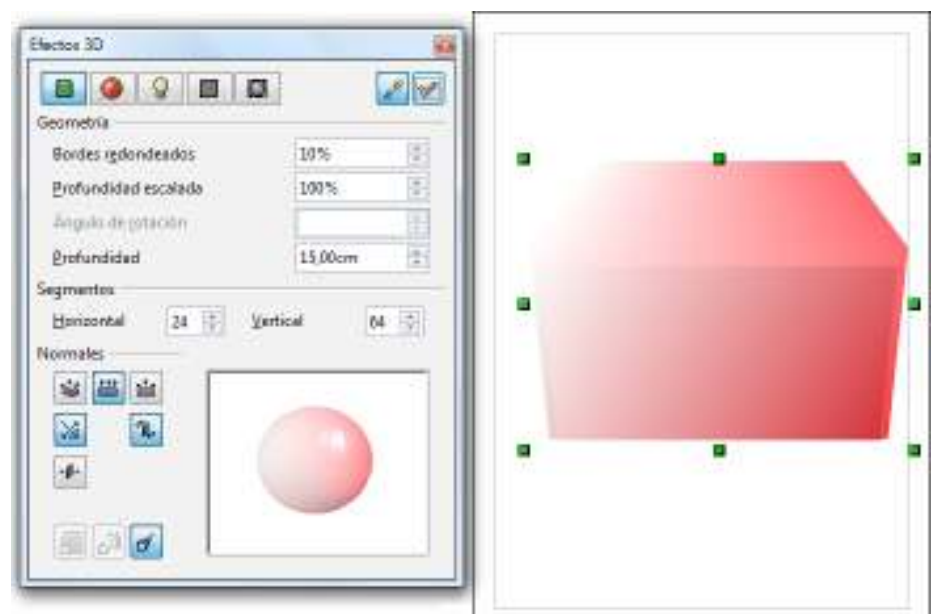 Efectos 3D
Geometría
Bordes redondeados 10%
Profundidad escalada 100%
Ángulo de rotación
Profundidad 15,00cm
Segmentos
Horizontal 24 Vertical 64
Normales